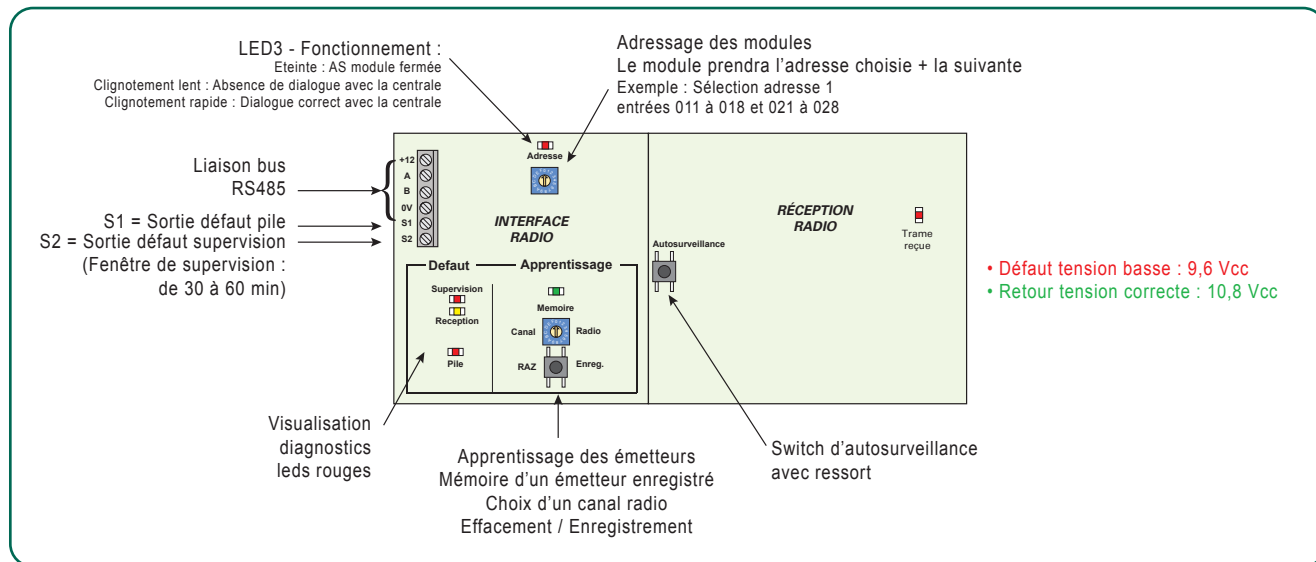 LED3 - Fonctionnement :
Eteinte : AS module fermée
Clignotement lent : Absence de dialogue avec la centrale
Clignotement rapide : Dialogue correct avec la centrale
Adressage des modules
Le module prendra l'adresse choisie + la suivante
Exemple : Sélection adresse 1
entrées 011 à 018 et 021 à 028
Liaison bus
RS485
S1 = Sortie défaut pile
S2 = Sortie défaut supervision
(Fenêtre de supervision :
de 30 à 60 min)
+12
A
B
0V
S1
S2
Adresse
INTERFACE
RADIO
Defaut
Apprentissage
Supervision
Reception
Pile
Memoire
Canal
Radio
RAZ
Enreg.
Autosurveillance
RÉCEPTION
RADIO
Trame
reçue
• Défaut tension basse : 9,6 Vcc
• Retour tension correcte : 10,8 Vcc
Visualisation
diagnostics
leds rouges
Apprentissage des émetteurs
Mémoire d'un émetteur enregistré
Choix d'un canal radio
Effacement / Enregistrement
Switch d'autosurveillance
avec ressort